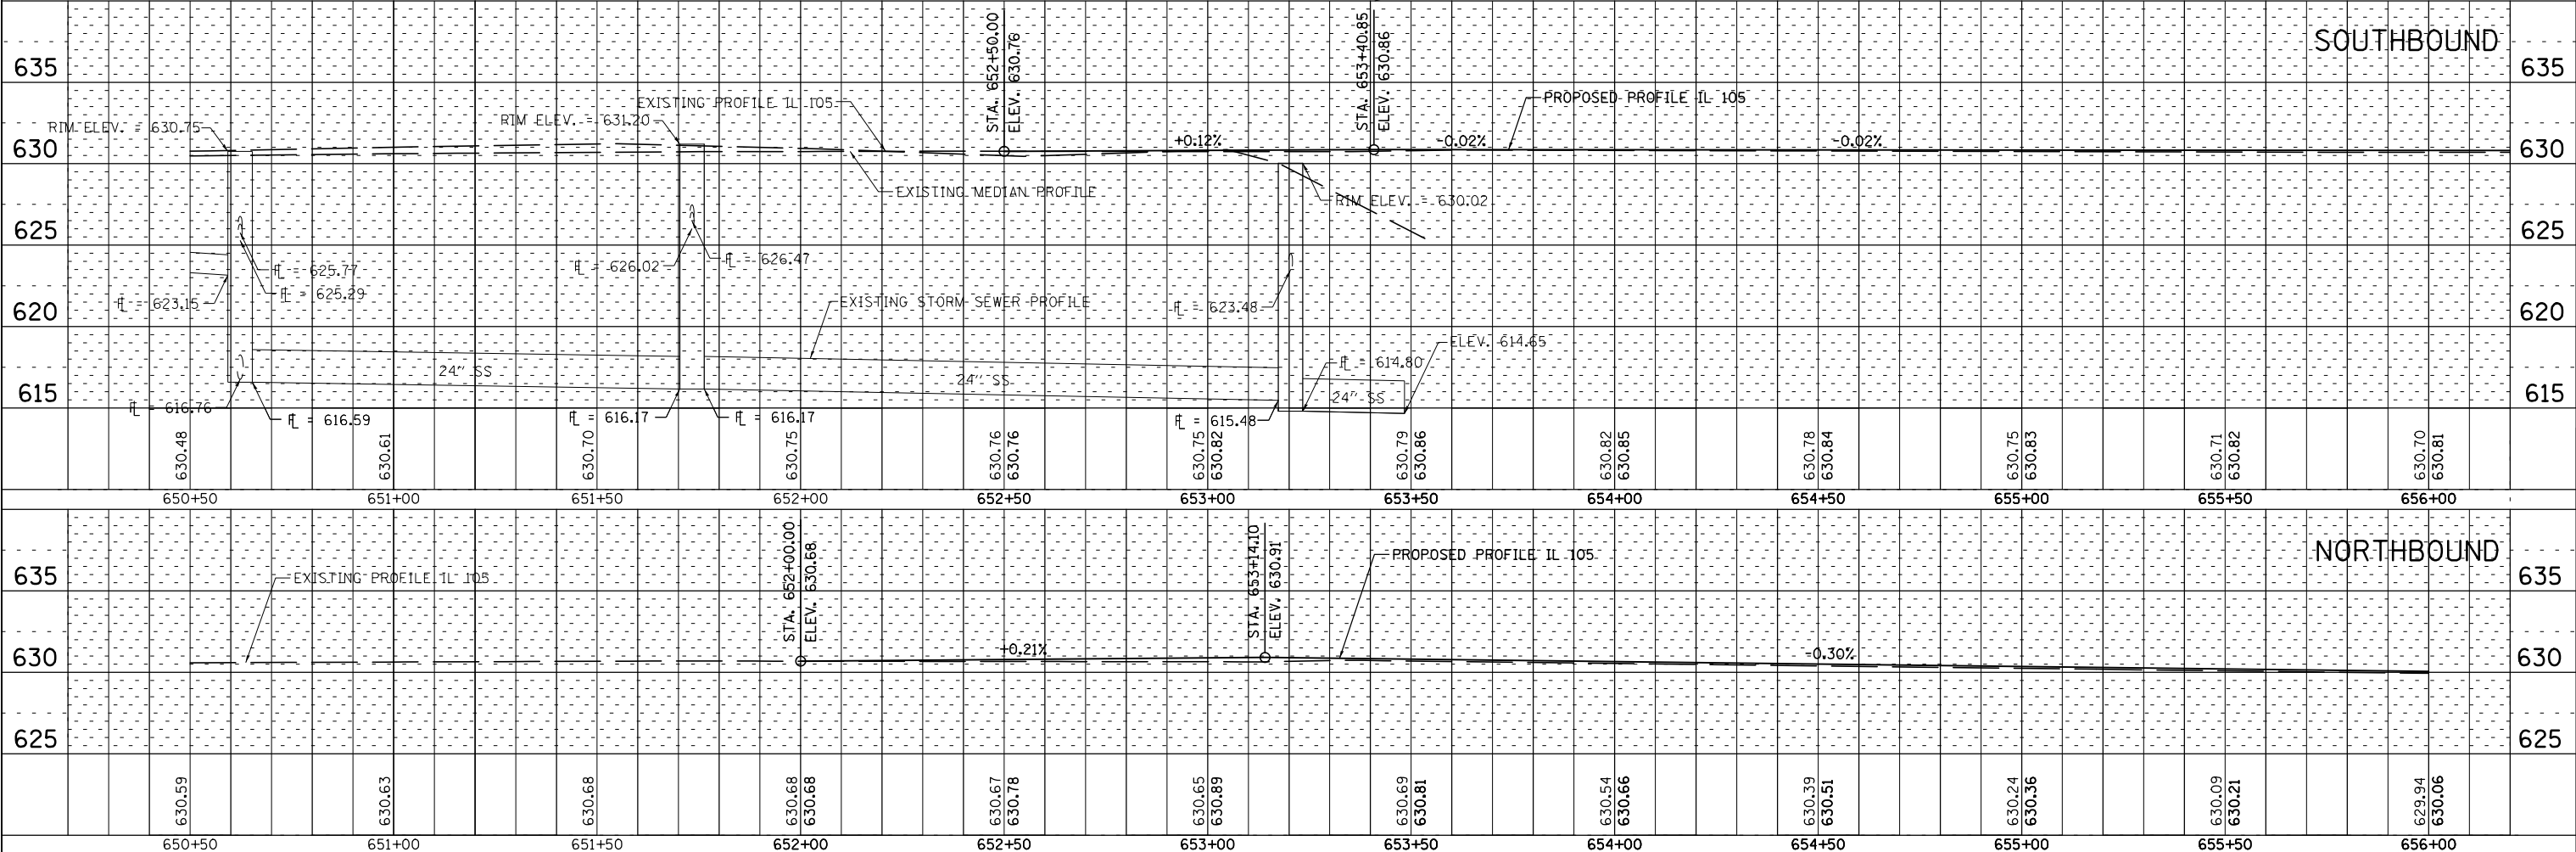 SOUTHBOUND
635
635
STA. 652+50.00
ELEV. 630.76
STA. 653+40.85
ELEV. 630.86
EXISTING PROFILE IL 105
PROPOSED PROFILE IL 105
RIM ELEV. = 630.75
RIM ELEV. = 631.20
+0.12%
-0.02%
-0.02%
630
630
EXISTING MEDIAN PROFILE
RIM ELEV. = 630.02
625
625
FL = 625.77
FL = 626.02
FL = 626.47
FL = 625.29
FL = 623.15
EXISTING STORM SEWER PROFILE
FL = 623.48
620
620
ELEV. 614.65
FL = 614.80
24" SS
24" SS
24" SS
615
615
FL = 616.76
FL = 616.59
FL = 616.17
FL = 616.17
FL = 615.48
630.48
630.61
630.70
630.75
630.76
630.76
630.75
630.82
630.79
630.86
630.82
630.85
630.78
630.84
630.75
630.83
630.71
630.82
630.70
630.81
650+50
651+00
651+50
652+00
652+50
653+00
653+50
654+00
654+50
655+00
655+50
656+00
NORTHBOUND
STA. 652+00.00
ELEV. 630.68
STA. 653+14.10
ELEV. 630.91
PROPOSED PROFILE IL 105
635
635
EXISTING PROFILE IL 105
+0.21%
-0.30%
630
630
625
625
630.59
630.63
630.68
630.68
630.68
630.67
630.78
630.65
630.89
630.69
630.81
630.54
630.66
630.39
630.51
630.24
630.36
630.09
630.21
629.94
630.06
650+50
651+00
651+50
652+00
652+50
653+00
653+50
654+00
654+50
655+00
655+50
656+00